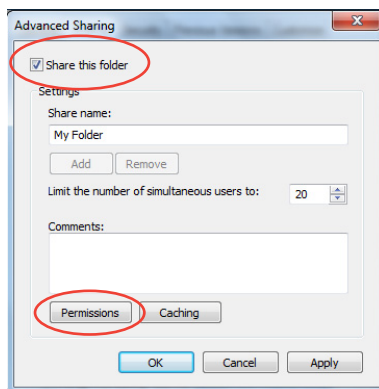 Advanced Sharing
Share this folder
Settings
Share name:
My Folder
Add Remove
Limit the number of simultaneous users to: 20
Comments:
Permissions Caching
OK Cancel Apply